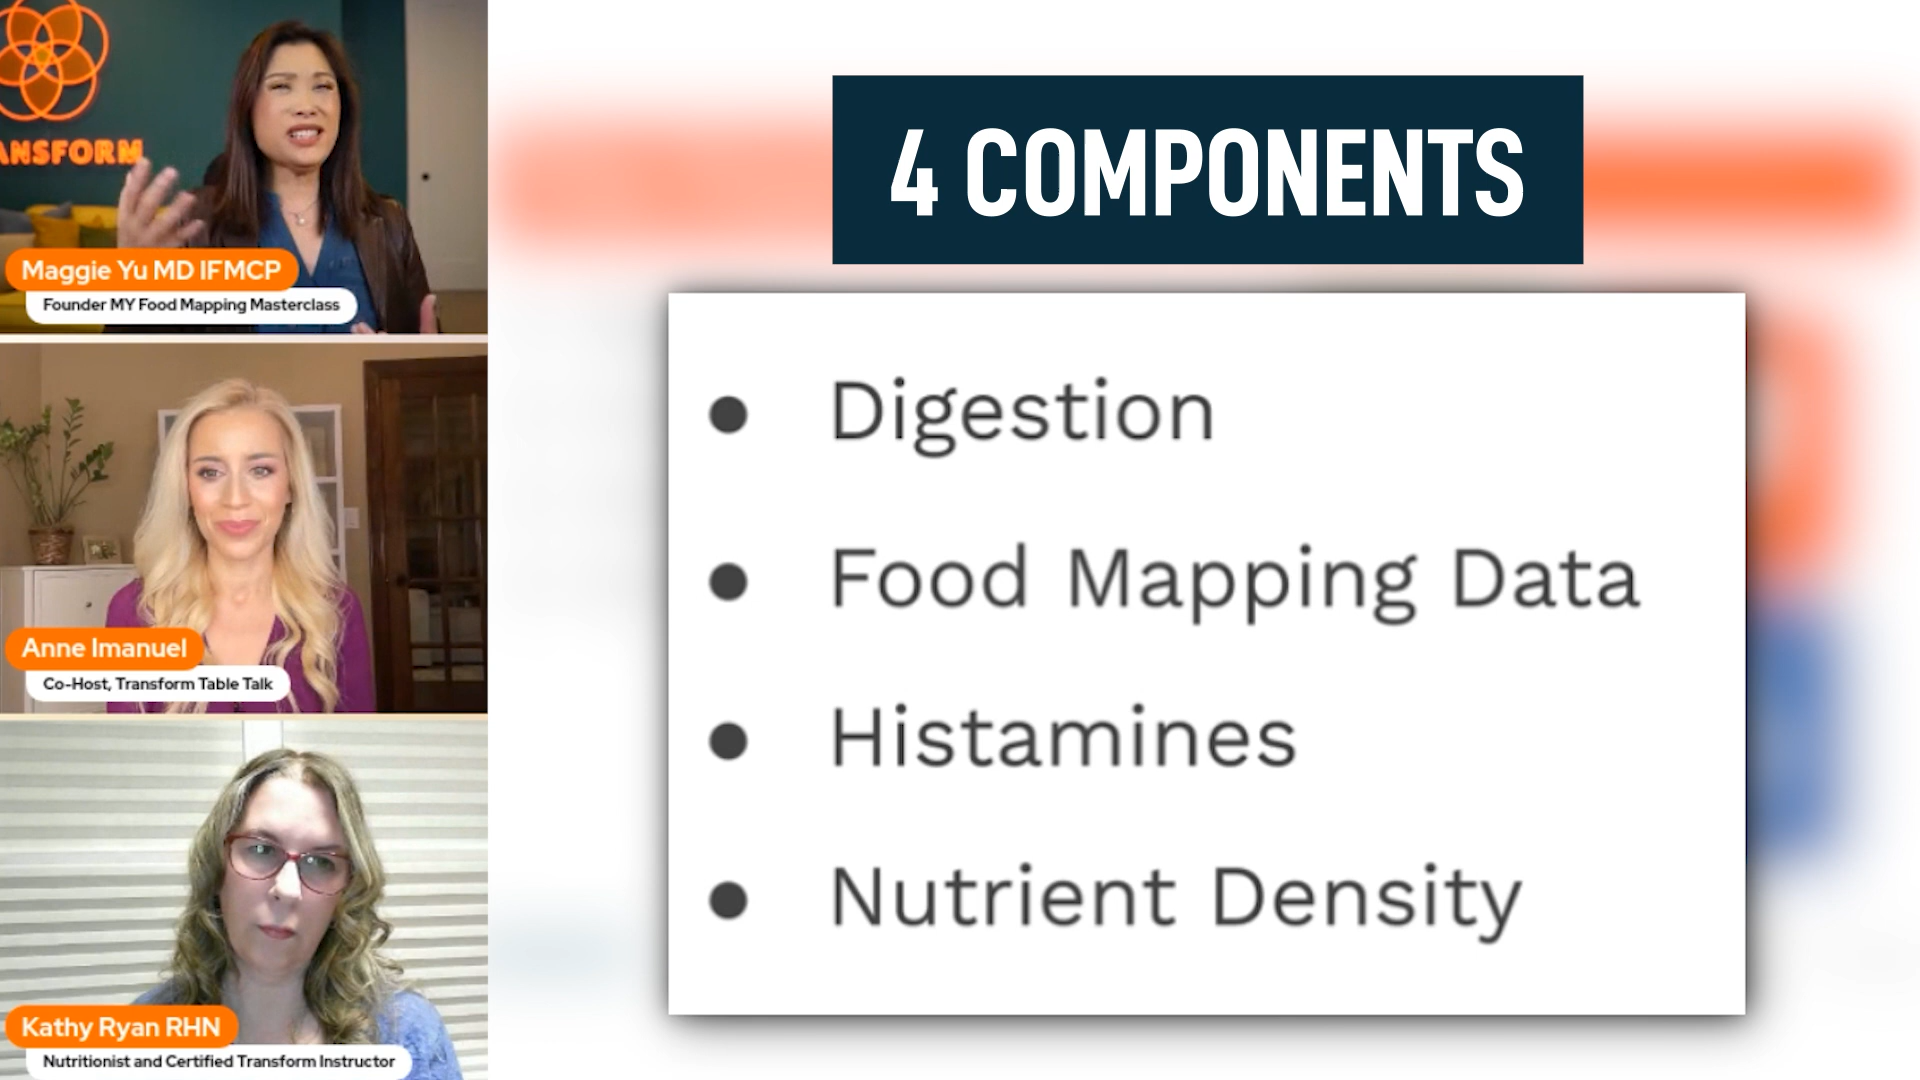 ANSFORM
Maggie Yu MD IFMCP
Founder MY Food Mapping Masterclass
Anne Imanuel
Co-Host, Transform Table Talk
Kathy Ryan RHN
Nutritionist and Certified Transform Instructor
4 COMPONENTS
● Digestion
● Food Mapping Data
● Histamines
● Nutrient Density